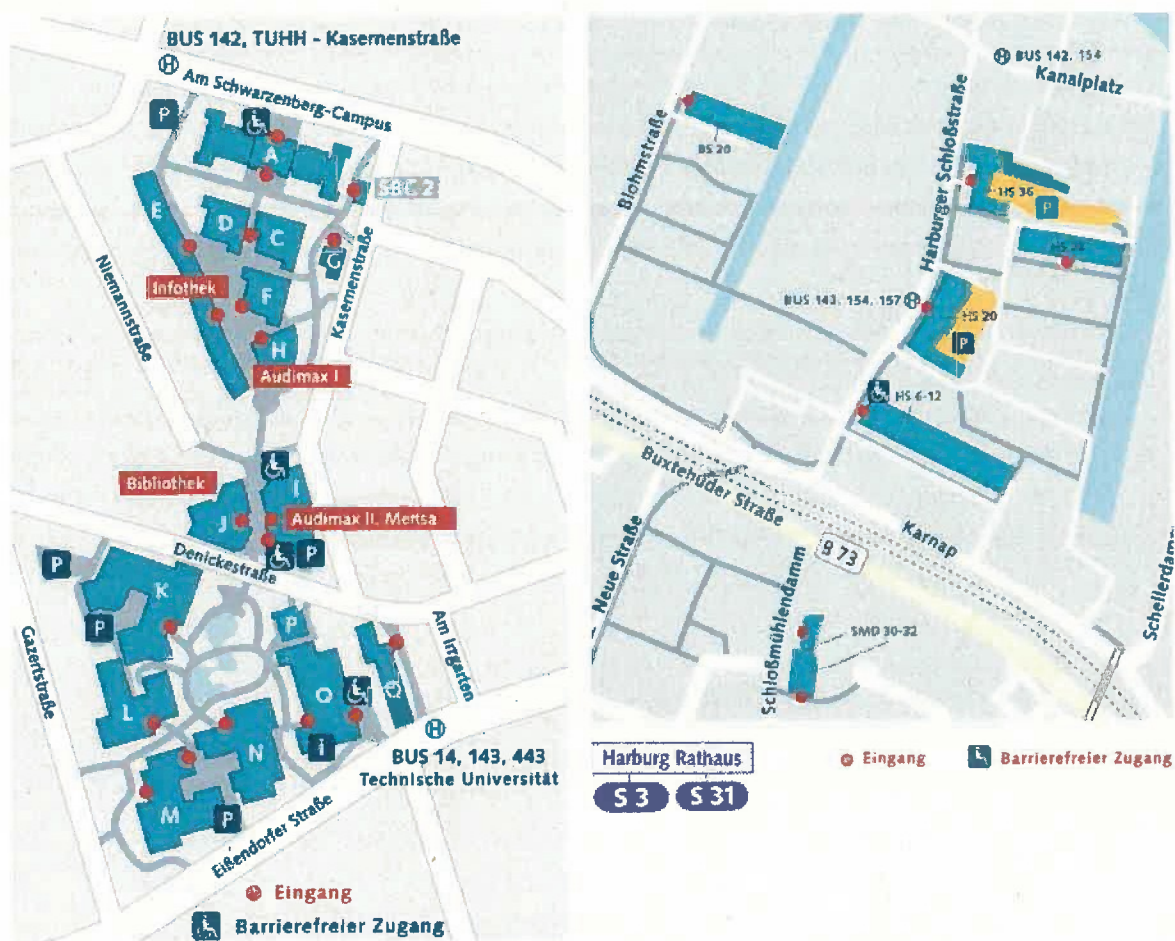 BUS 142, TUHH - Kasernenstraße
H
Am Schwarzenberg-Campus
P
A
SBC 2
E
D
C
G
Niemannstraße
Infothek
F
Kasernenstraße
H
Audimax I
Bibliothek
I
J
Audimax II, Mensa
P
Denickestraße
P
K
P
P
Am Irrgarten
Gazertstraße
L
O
Q
N
H
BUS 14, 143, 443
Technische Universität
M
P
Eißendorfer Straße
Eingang
Barrierefreier Zugang
H BUS 142, 154
Kanalplatz
Blohmstraße
BS 20
Harburger Schloßstraße
HS 36
P
BUS 143, 154, 157 H
HS 20
P
HS 6-12
Buxtehuder Straße
Karnap
B 73
Neue Straße
Schloßmühlendamm
SMD 30-32
Schellerdamm
Harburg Rathaus
S 3
S 31
Eingang
Barrierefreier Zugang